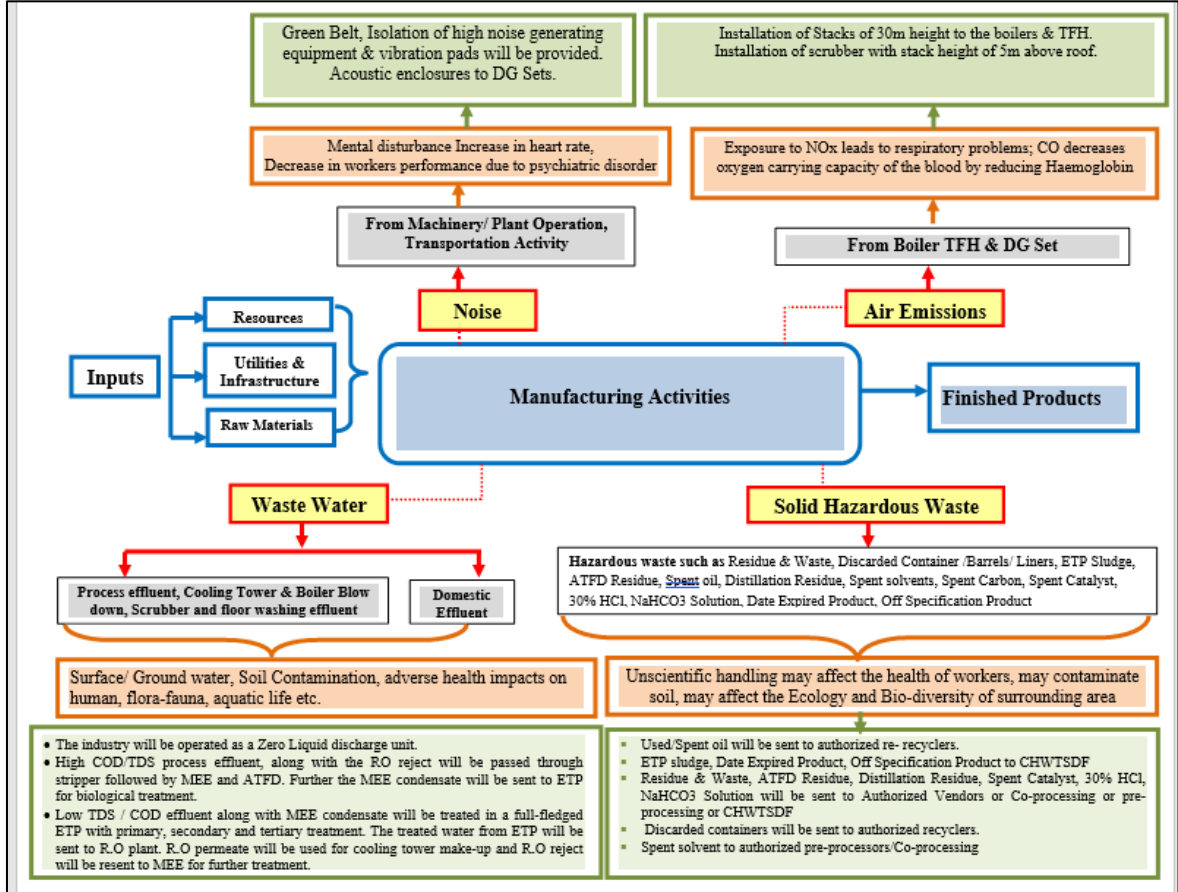 Green Belt, Isolation of high noise generating
equipment & vibration pads will be provided.
Acoustic enclosures to DG Sets.
Installation of Stacks of 30m height to the boilers & TFH.
Installation of scrubber with stack height of 5m above roof.
Mental disturbance Increase in heart rate,
Decrease in workers performance due to psychiatric disorder
Exposure to NOx leads to respiratory problems; CO decreases
oxygen carrying capacity of the blood by reducing Haemoglobin
From Machinery/ Plant Operation,
Transportation Activity
From Boiler TFH & DG Set
Noise
Air Emissions
Inputs
Resources
Utilities &
Infrastructure
Raw Materials
Manufacturing Activities
Finished Products
Waste Water
Solid Hazardous Waste
Process effluent, Cooling Tower & Boiler Blow
down, Scrubber and floor washing effluent
Domestic
Effluent
Hazardous waste such as Residue & Waste, Discarded Container /Barrels/ Liners, ETP Sludge,
ATFD Residue, Spent oil, Distillation Residue, Spent solvents, Spent Carbon, Spent Catalyst,
30% HCl, NaHCO3 Solution, Date Expired Product, Off Specification Product
Surface/ Ground water, Soil Contamination, adverse health impacts on
human, flora-fauna, aquatic life etc.
Unscientific handling may affect the health of workers, may contaminate
soil, may affect the Ecology and Bio-diversity of surrounding area
• The industry will be operated as a Zero Liquid discharge unit.
• High COD/TDS process effluent, along with the RO reject will be passed through
stripper followed by MEE and ATFD. Further the MEE condensate will be sent to ETP
for biological treatment.
• Low TDS / COD effluent along with MEE condensate will be treated in a full-fledged
ETP with primary, secondary and tertiary treatment. The treated water from ETP will be
sent to R.O plant. R.O permeate will be used for cooling tower make-up and R.O reject
will be resent to MEE for further treatment.
▪ Used/Spent oil will be sent to authorized re- recyclers.
▪ ETP sludge, Date Expired Product, Off Specification Product to CHWTSDF
▪ Residue & Waste, ATFD Residue, Distillation Residue, Spent Catalyst, 30% HCl,
NaHCO3 Solution will be sent to Authorized Vendors or Co-processing or pre-
processing or CHWTSDF
▪ Discarded containers will be sent to authorized recyclers.
▪ Spent solvent to authorized pre-processors/Co-processing